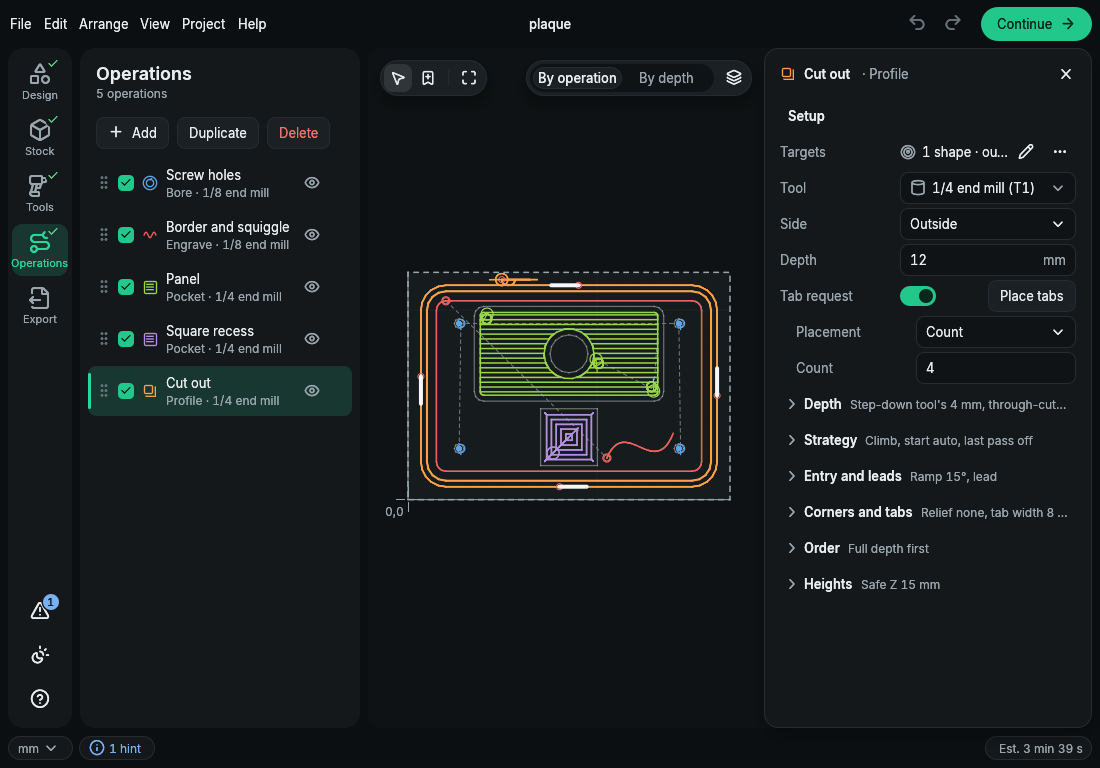 File Edit Arrange View Project Help
plaque
Continue
Design
Stock
Tools
Operations
Export
1
Operations
5 operations
Add
Duplicate
Delete
Screw holes
Bore · 1/8 end mill
Border and squiggle
Engrave · 1/8 end mill
Panel
Pocket · 1/4 end mill
Square recess
Pocket · 1/4 end mill
Cut out
Profile · 1/4 end mill
By operation
By depth
0,0
Cut out · Profile
Setup
Targets 1 shape · ou...
Tool 1/4 end mill (T1)
Side Outside
Depth 12 mm
Tab request Place tabs
Placement Count
Count 4
Depth Step-down tool's 4 mm, through-cut...
Strategy Climb, start auto, last pass off
Entry and leads Ramp 15°, lead
Corners and tabs Relief none, tab width 8 ...
Order Full depth first
Heights Safe Z 15 mm
mm
1 hint
Est. 3 min 39 s